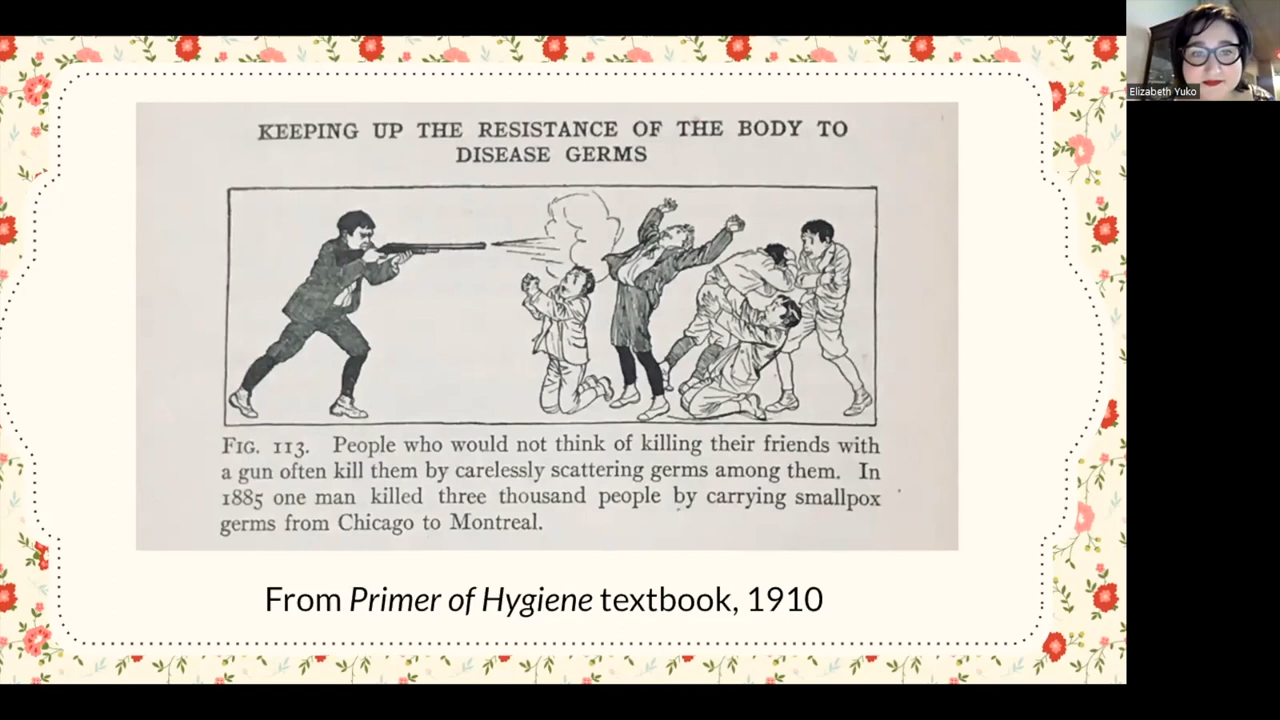 KEEPING UP THE RESISTANCE OF THE BODY TO
DISEASE GERMS
FIG. 113. People who would not think of killing their friends with
a gun often kill them by carelessly scattering germs among them. In
1885 one man killed three thousand people by carrying smallpox
germs from Chicago to Montreal.
From Primer of Hygiene textbook, 1910
Elizabeth Yuko